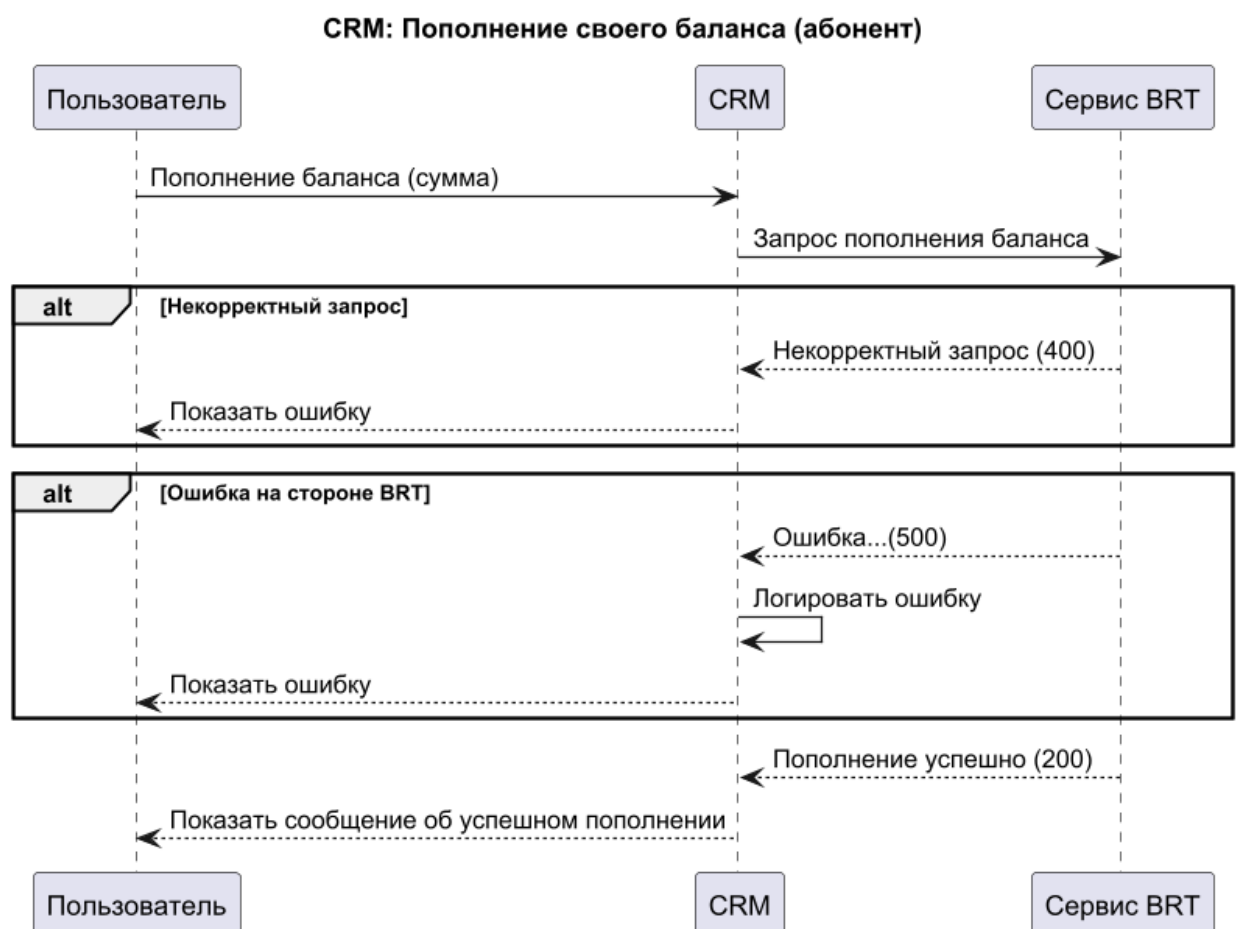 CRM: Пополнение своего баланса (абонент)
Пользователь
CRM
Сервис BRT
Пополнение баланса (сумма)
Запрос пополнения баланса
alt
[Некорректный запрос]
Некорректный запрос (400)
Показать ошибку
alt
[Ошибка на стороне BRT]
Ошибка...(500)
Логировать ошибку
Показать ошибку
Пополнение успешно (200)
Показать сообщение об успешном пополнении
Пользователь
CRM
Сервис BRT